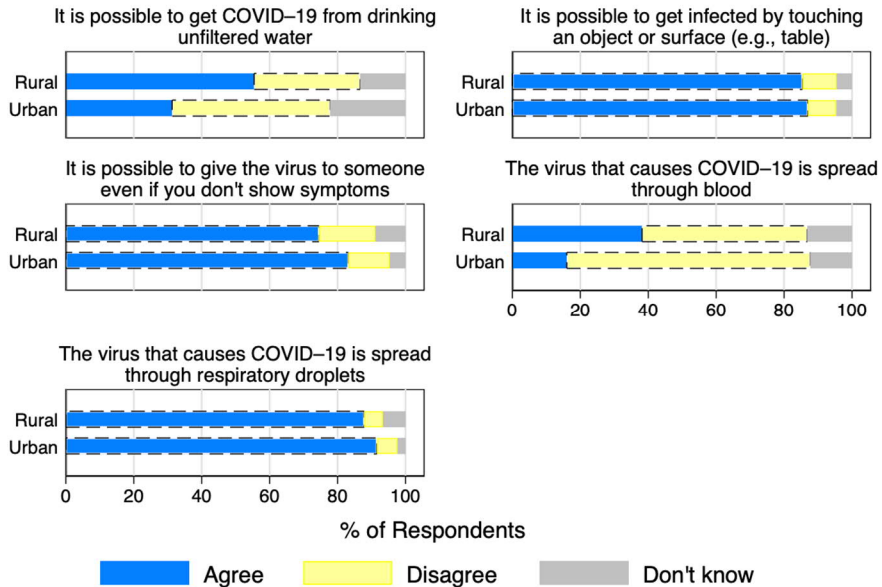 It is possible to get COVID–19 from drinking
unfiltered water
Rural
Urban
It is possible to get infected by touching
an object or surface (e.g., table)
Rural
Urban
It is possible to give the virus to someone
even if you don't show symptoms
Rural
Urban
The virus that causes COVID–19 is spread
through blood
Rural
Urban
0 20 40 60 80 100
The virus that causes COVID–19 is spread
through respiratory droplets
Rural
Urban
0 20 40 60 80 100
% of Respondents
Agree Disagree Don't know